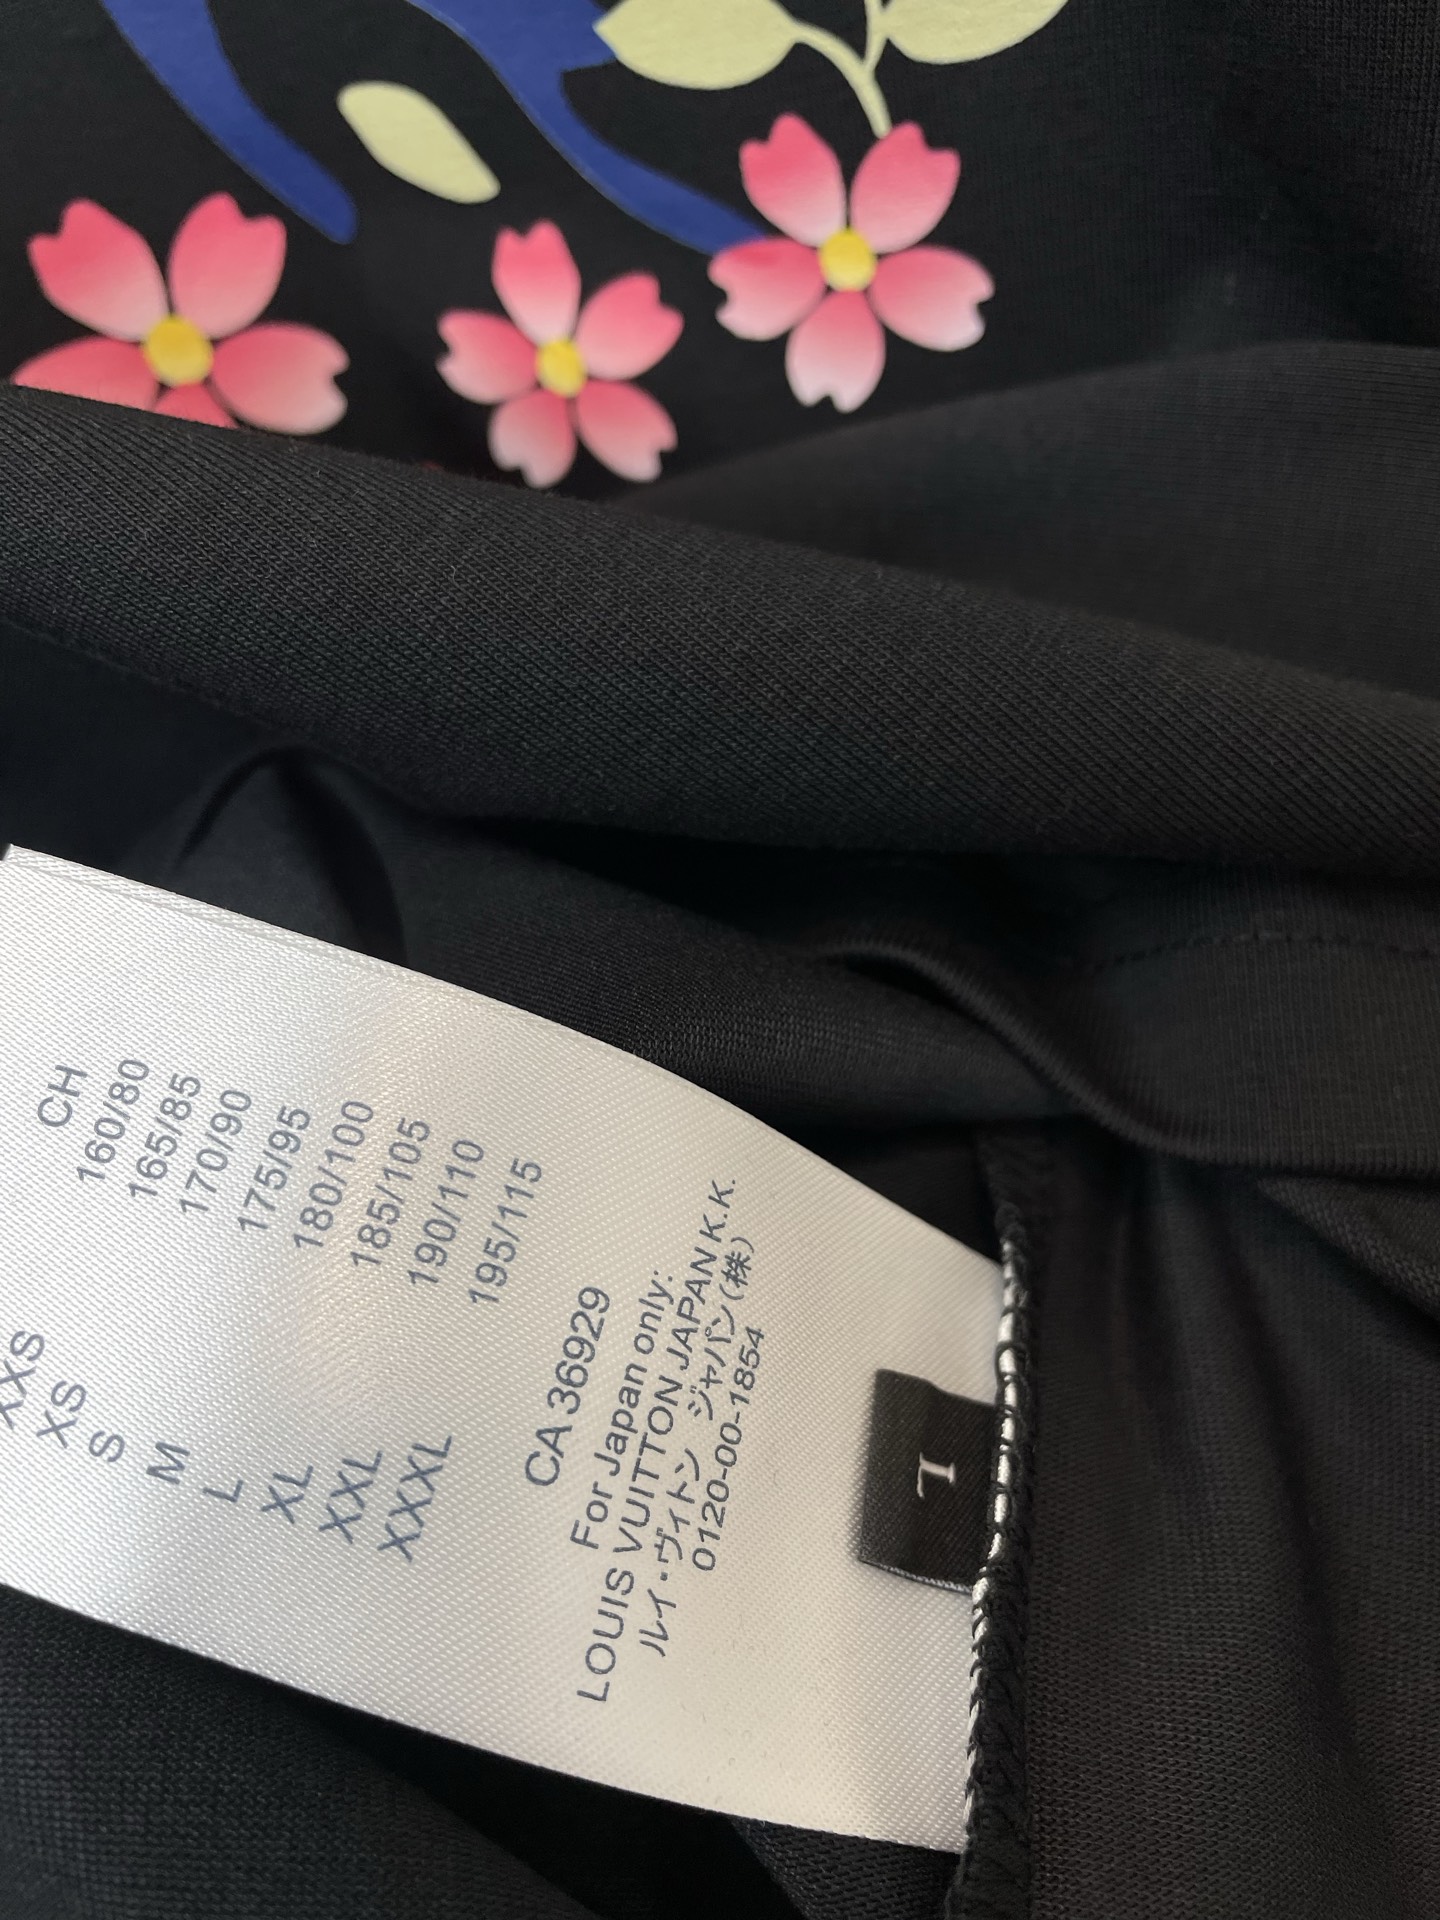 CH
XXS 160/80
XS 165/85
S 170/90
M 175/95
L 180/100
XL 185/105
XXL 190/110
XXXL 195/115
CA 36929
For Japan only:
LOUIS VUITTON JAPAN K.K.
ルイ・ヴィトン ジャパン(株)
0120-00-1854
L